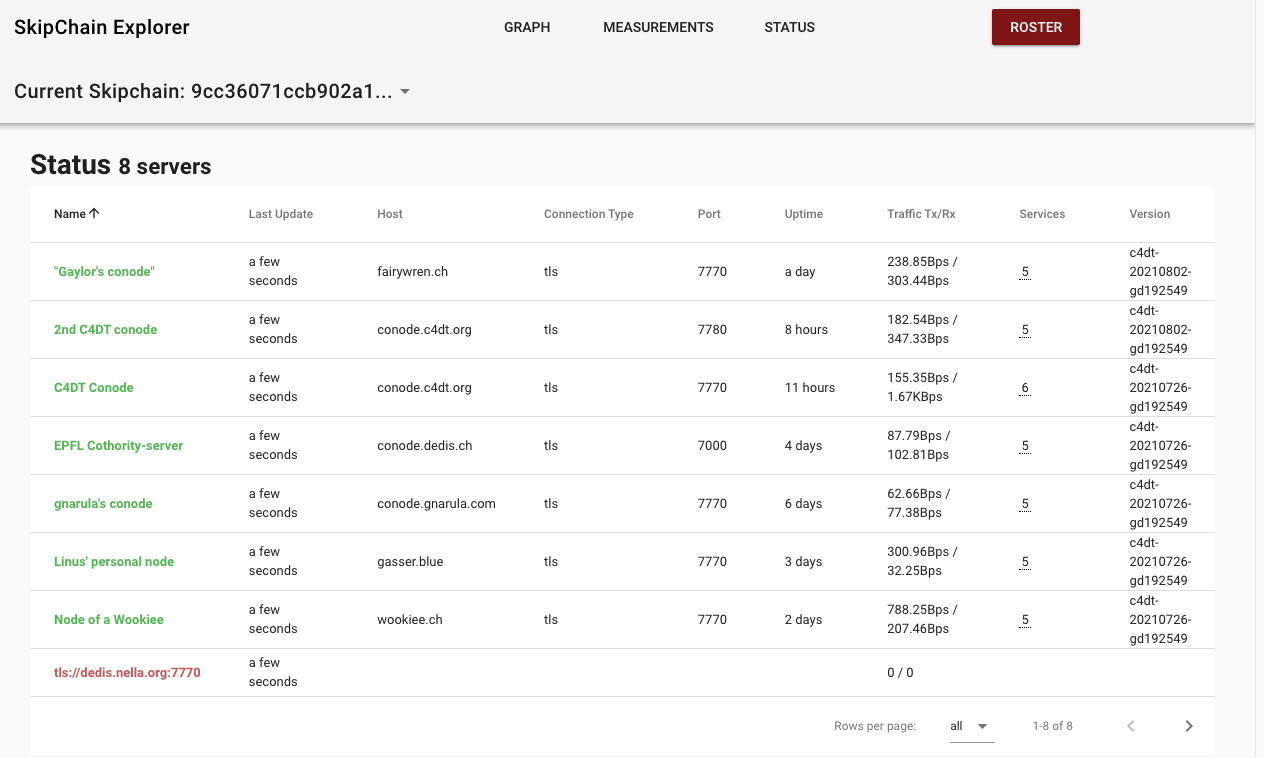 SkipChain Explorer
GRAPH
MEASUREMENTS
STATUS
ROSTER
Current Skipchain: 9cc36071ccb902a1...
Status 8 servers
Name
Last Update
Host
Connection Type
Port
Uptime
Traffic Tx/Rx
Services
Version
"Gaylor's conode"
a few
seconds
fairywren.ch
tls
7770
a day
238.85Bps /
303.44Bps
5
c4dt-
20210802-
gd192549
2nd C4DT conode
a few
seconds
conode.c4dt.org
tls
7780
8 hours
182.54Bps /
347.33Bps
5
c4dt-
20210802-
gd192549
C4DT Conode
a few
seconds
conode.c4dt.org
tls
7770
11 hours
155.35Bps /
1.67KBps
6
c4dt-
20210726-
gd192549
EPFL Cothority-server
a few
seconds
conode.dedis.ch
tls
7000
4 days
87.79Bps /
102.81Bps
5
c4dt-
20210726-
gd192549
gnarula's conode
a few
seconds
conode.gnarula.com
tls
7770
6 days
62.66Bps /
77.38Bps
5
c4dt-
20210726-
gd192549
Linus' personal node
a few
seconds
gasser.blue
tls
7770
3 days
300.96Bps /
32.25Bps
5
c4dt-
20210726-
gd192549
Node of a Wookiee
a few
seconds
wookiee.ch
tls
7770
2 days
788.25Bps /
207.46Bps
5
c4dt-
20210726-
gd192549
tls://dedis.nella.org:7770
a few
seconds
0 / 0
Rows per page:
all
1-8 of 8